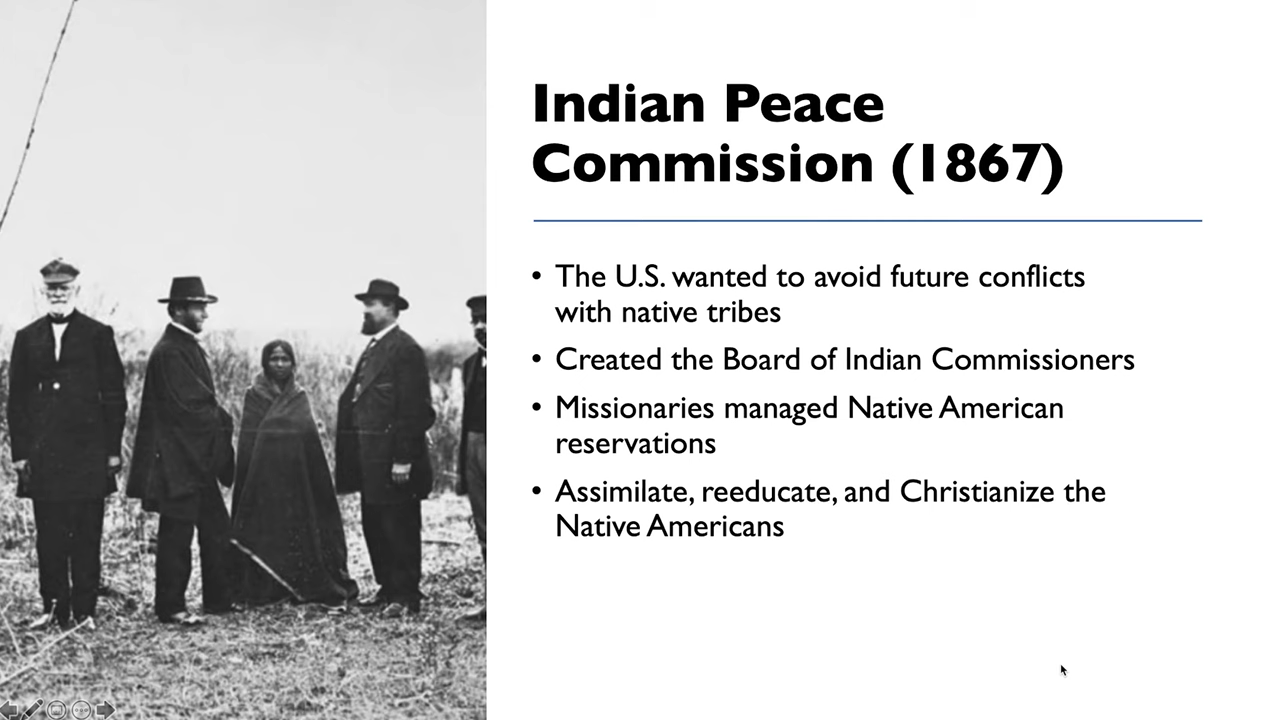 Indian Peace
Commission (1867)
• The U.S. wanted to avoid future conflicts
with native tribes
• Created the Board of Indian Commissioners
• Missionaries managed Native American
reservations
• Assimilate, reeducate, and Christianize the
Native Americans